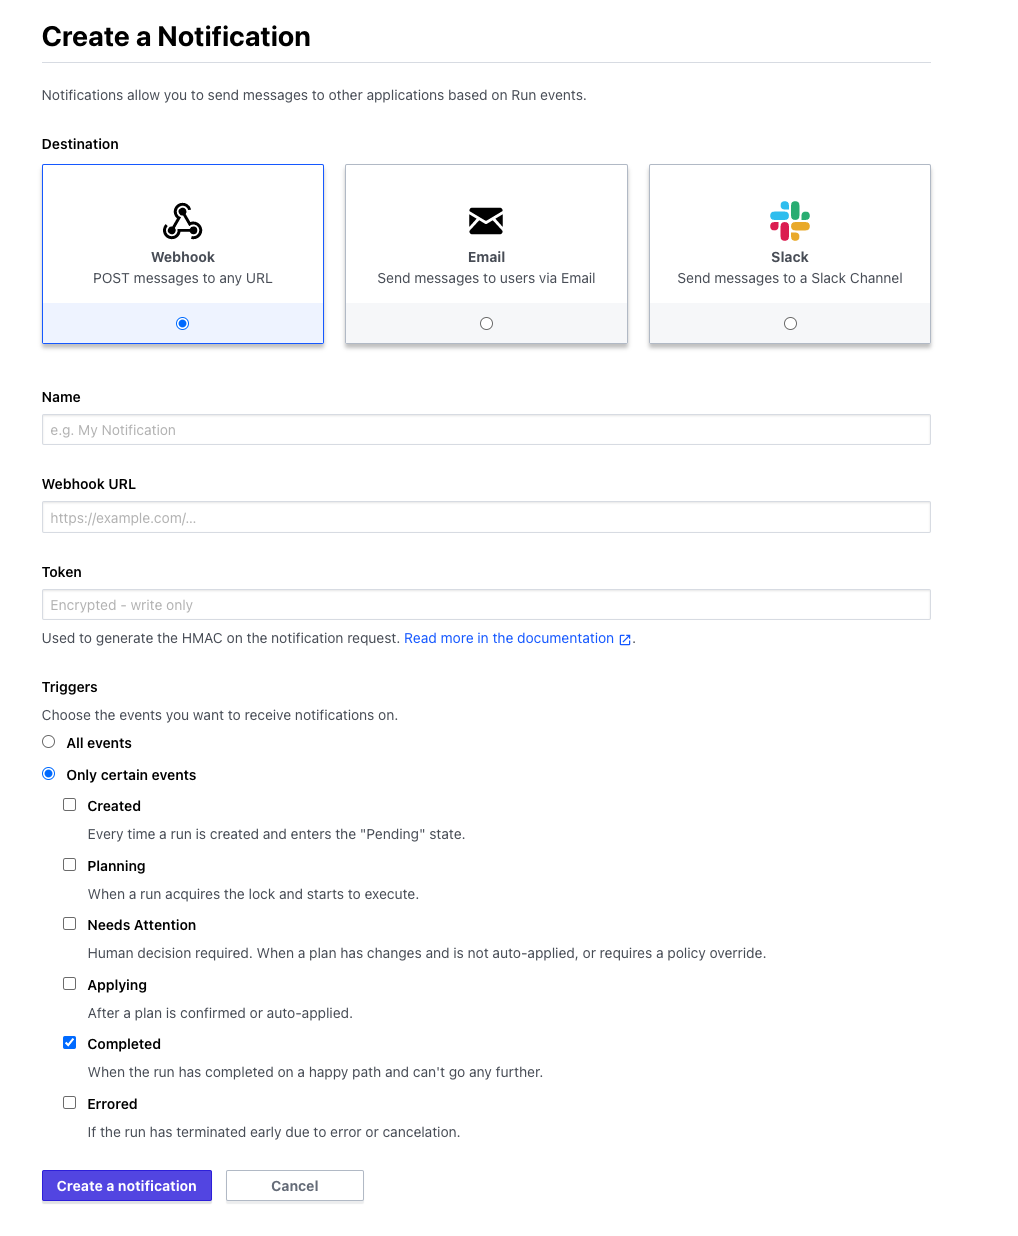 Create a Notification
Notifications allow you to send messages to other applications based on Run events.
Destination
Webhook
POST messages to any URL
Email
Send messages to users via Email
Slack
Send messages to a Slack Channel
Name
e.g. My Notification
Webhook URL
https://example.com/...
Token
Encrypted - write only
Used to generate the HMAC on the notification request. Read more in the documentation.
Triggers
Choose the events you want to receive notifications on.
All events
Only certain events
Created
Every time a run is created and enters the "Pending" state.
Planning
When a run acquires the lock and starts to execute.
Needs Attention
Human decision required. When a plan has changes and is not auto-applied, or requires a policy override.
Applying
After a plan is confirmed or auto-applied.
Completed
When the run has completed on a happy path and can't go any further.
Errored
If the run has terminated early due to error or cancelation.
Create a notification
Cancel